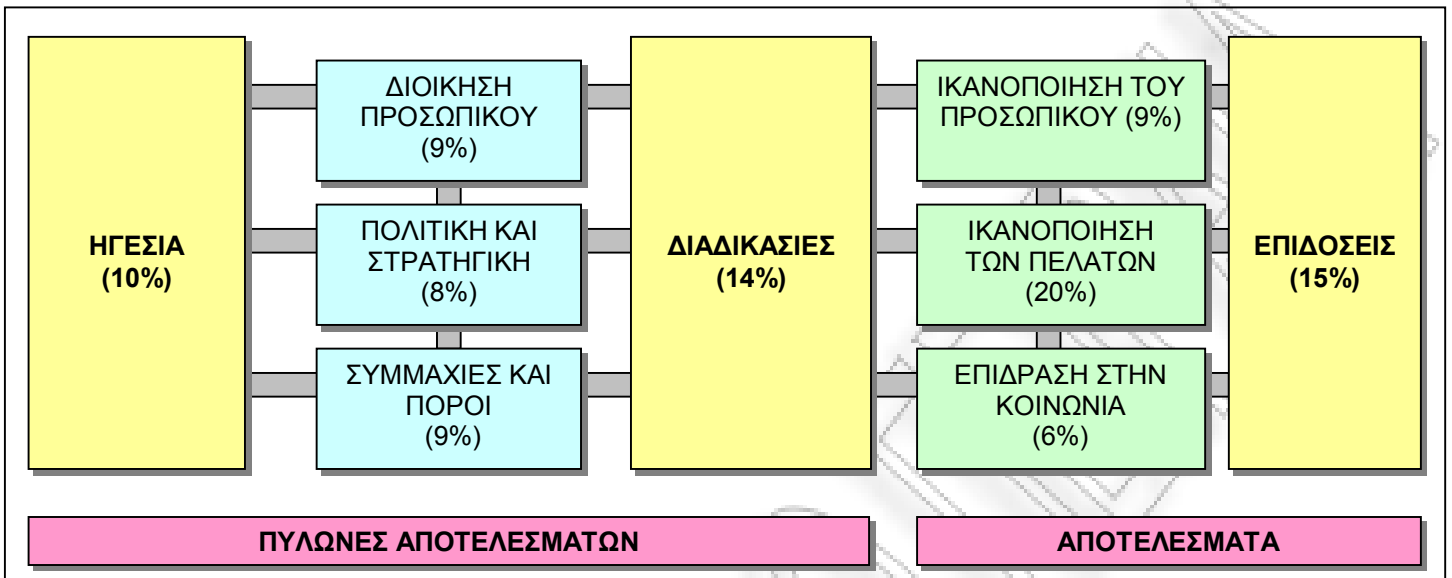 ΗΓΕΣΙΑ
(10%)
ΔΙΟΙΚΗΣΗ
ΠΡΟΣΩΠΙΚΟΥ
(9%)
ΠΟΛΙΤΙΚΗ ΚΑΙ
ΣΤΡΑΤΗΓΙΚΗ
(8%)
ΣΥΜΜΑΧΙΕΣ ΚΑΙ
ΠΟΡΟΙ
(9%)
ΔΙΑΔΙΚΑΣΙΕΣ
(14%)
ΙΚΑΝΟΠΟΙΗΣΗ ΤΟΥ
ΠΡΟΣΩΠΙΚΟΥ (9%)
ΙΚΑΝΟΠΟΙΗΣΗ
ΤΩΝ ΠΕΛΑΤΩΝ
(20%)
ΕΠΙΔΡΑΣΗ ΣΤΗΝ
ΚΟΙΝΩΝΙΑ
(6%)
ΕΠΙΔΟΣΕΙΣ
(15%)
ΠΥΛΩΝΕΣ ΑΠΟΤΕΛΕΣΜΑΤΩΝ
ΑΠΟΤΕΛΕΣΜΑΤΑ